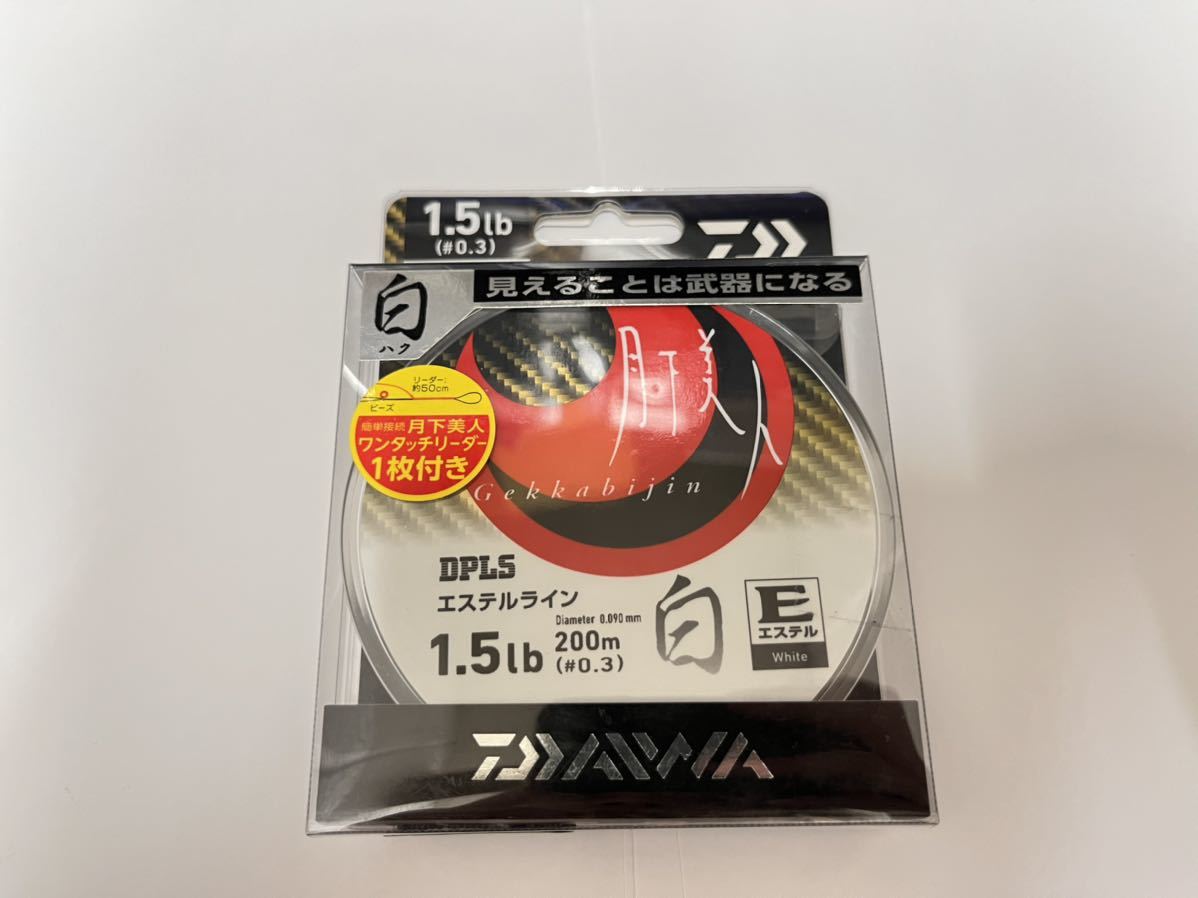 1.5lb
(#0.3)
白
ハク
見えることは武器になる
リーダー:
約50cm
ビーズ
簡単接続 月下美人
ワンタッチリーダー
1枚付き
月下美人
Gekkabijin
DPLS
エステルライン
Diameter 0.090mm
1.5lb 200m
(#0.3)
白
E
エステル
White
DAIWA